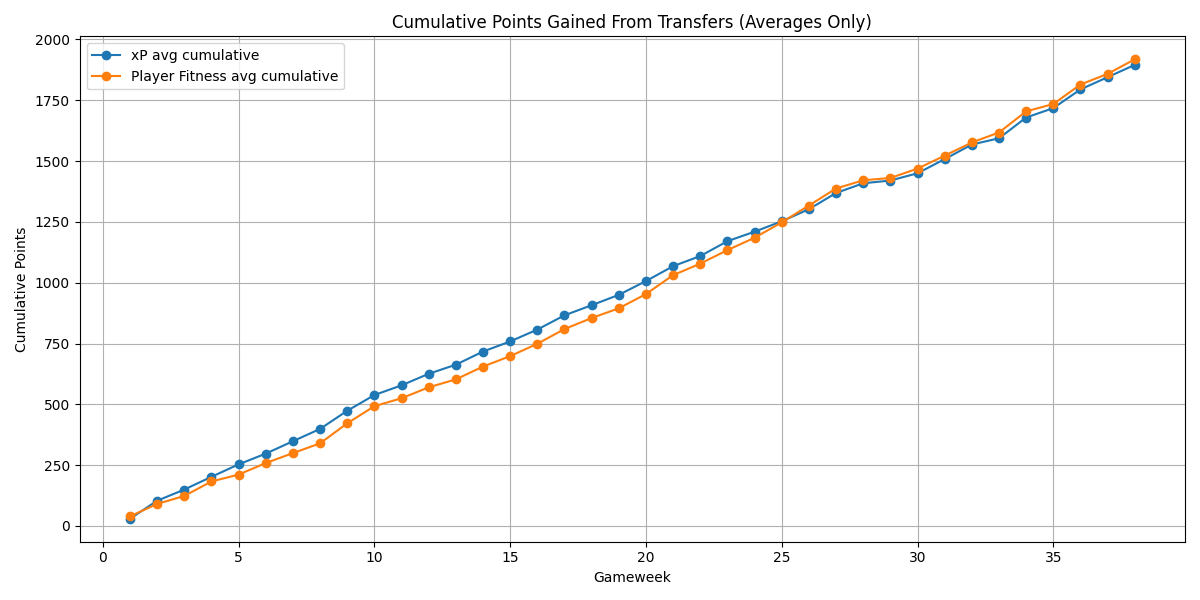 Cumulative Points Gained From Transfers (Averages Only)
xP avg cumulative
Player Fitness avg cumulative
2000
1750
1500
1250
1000
750
500
250
0
Cumulative Points
0 5 10 15 20 25 30 35
Gameweek